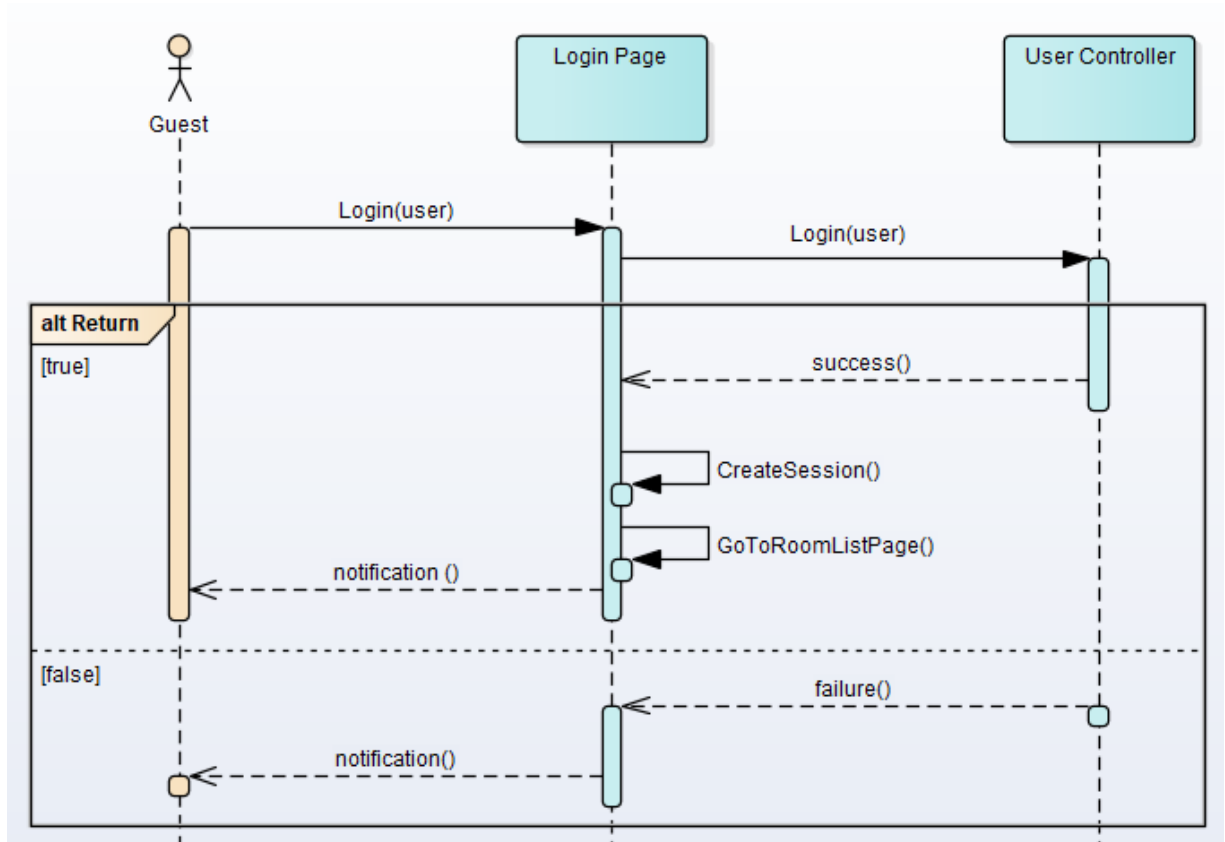 Login Page
User Controller
Guest
Login(user)
Login(user)
alt Return
[true]
success()
CreateSession()
GoToRoomListPage()
notification ()
[false]
failure()
notification()